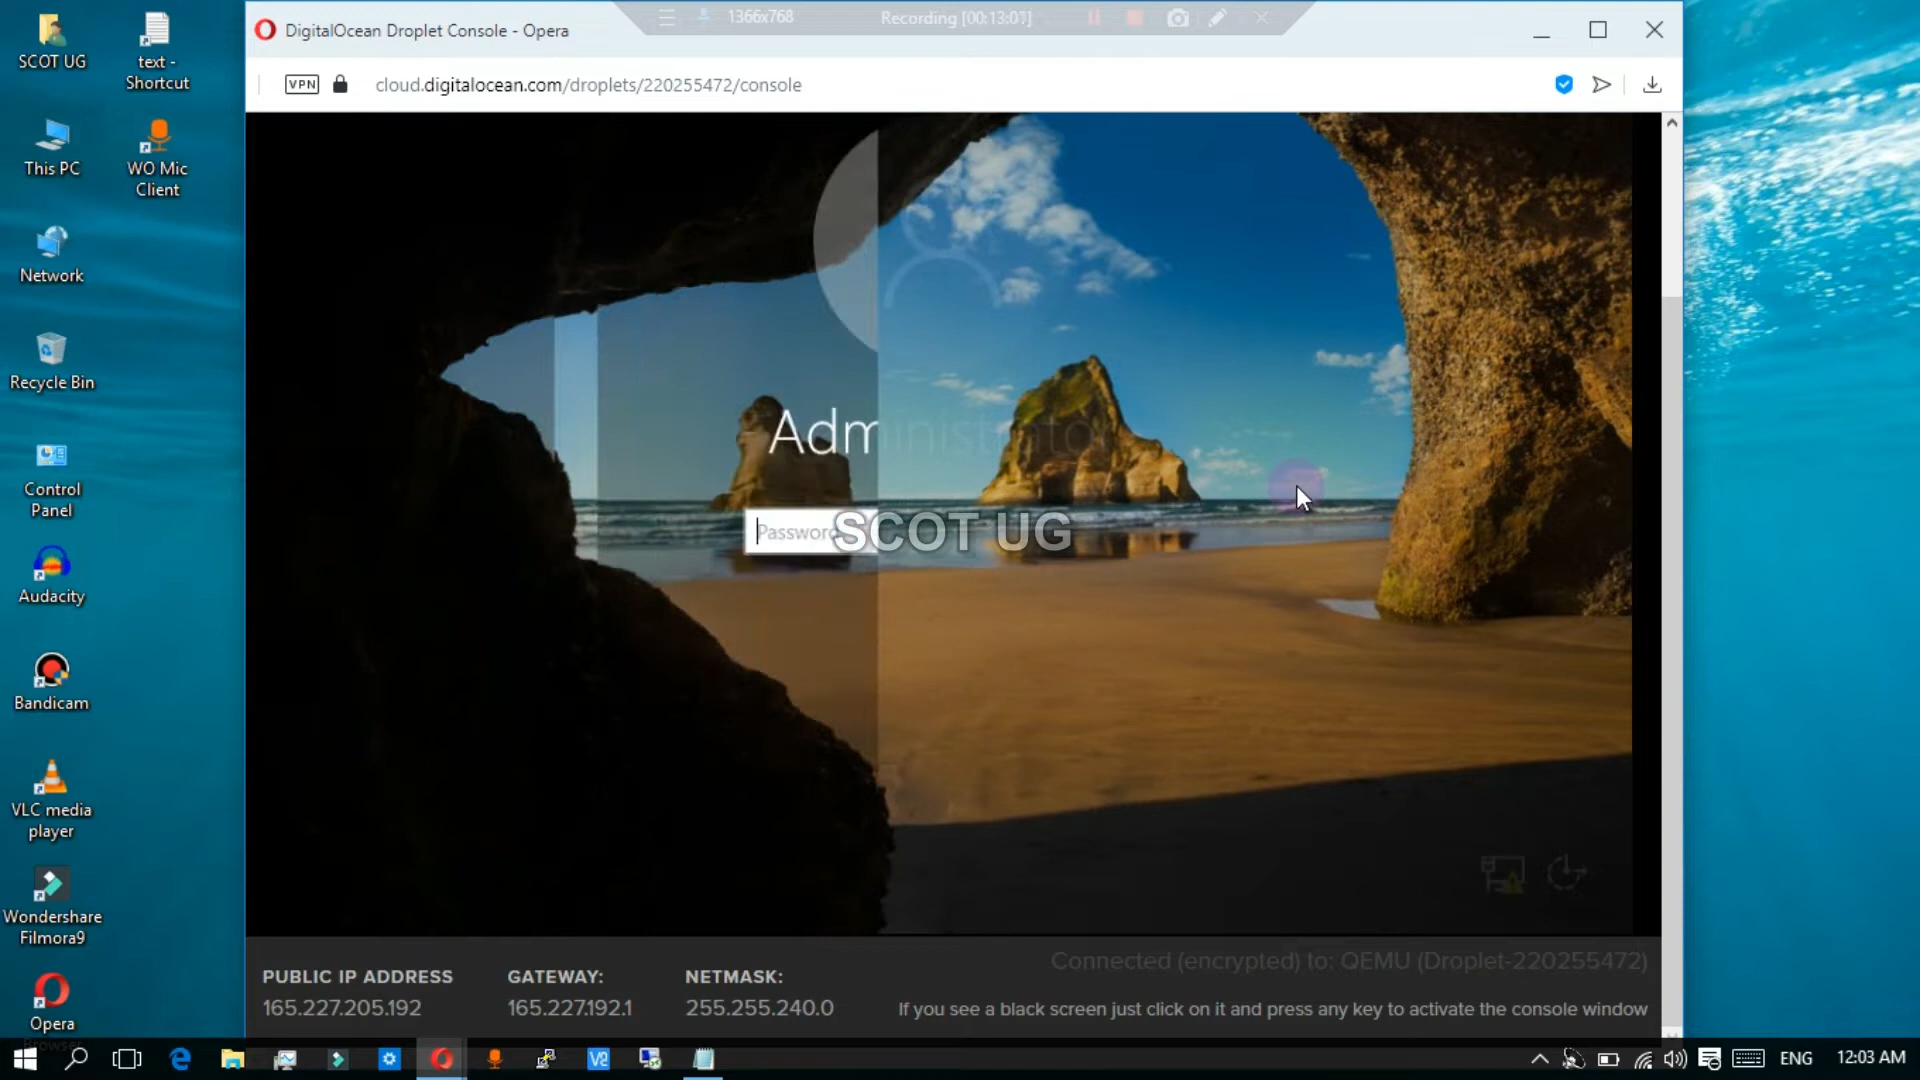 SCOT UG
text -
Shortcut
This PC
WO Mic
Client
Network
Recycle Bin
Control
Panel
Audacity
Bandicam
VLC media
player
Wondershare
Filmora9
Opera
Browser
1366x768
Recording [00:13:01]
DigitalOcean Droplet Console - Opera
VPN
cloud.digitalocean.com/droplets/220255472/console
Administrator
Password
SCOT UG
Connected (encrypted) to: QEMU (Droplet-220255472)
PUBLIC IP ADDRESS
165.227.205.192
GATEWAY:
165.227.192.1
NETMASK:
255.255.240.0
If you see a black screen just click on it and press any key to activate the console window
V2
ENG
12:03 AM